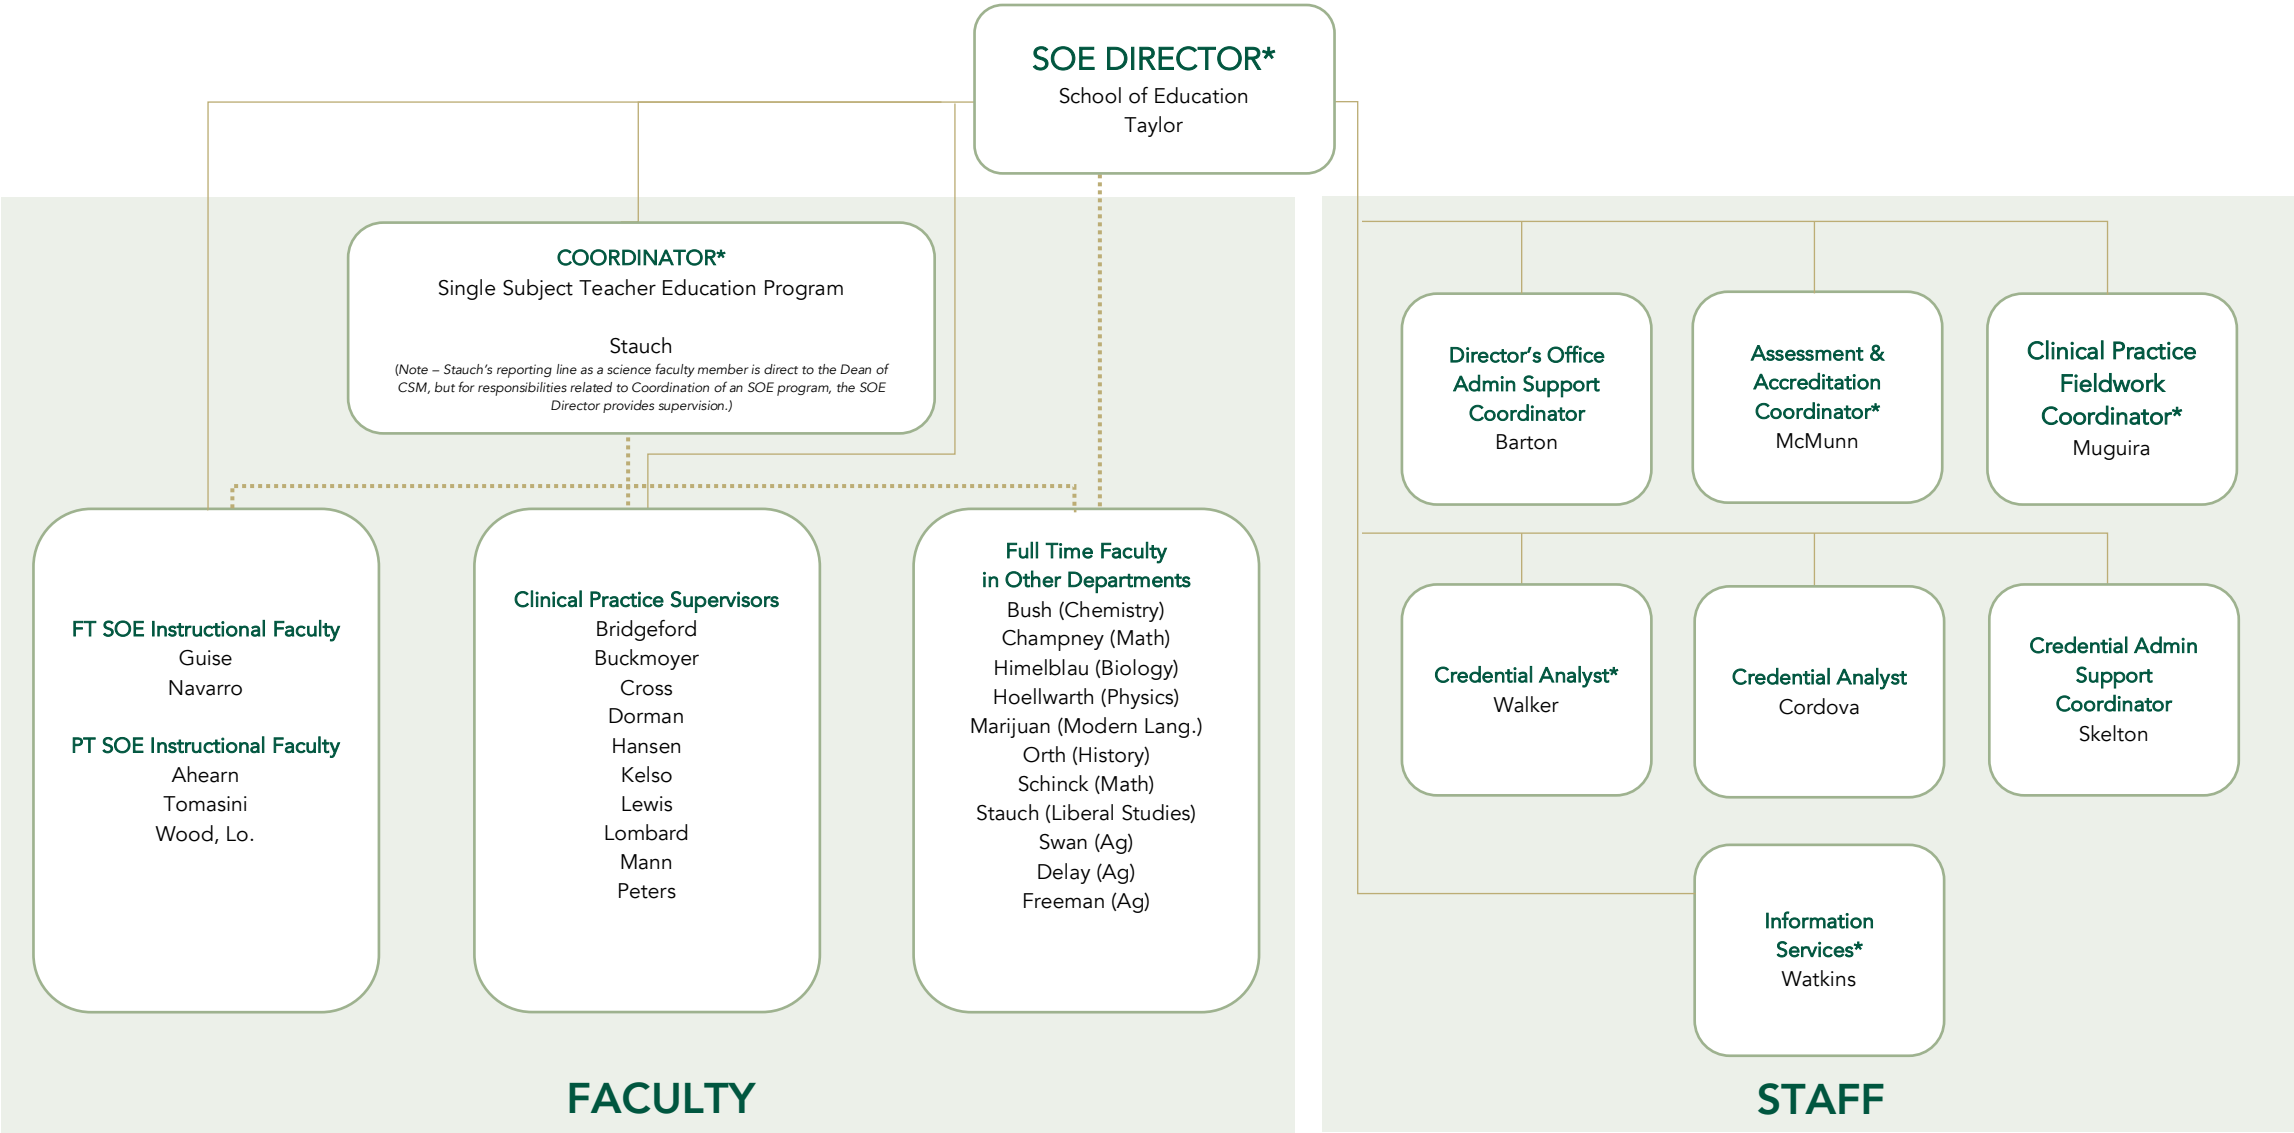 SOE DIRECTOR*
School of Education
Taylor
COORDINATOR*
Single Subject Teacher Education Program
Stauch
(Note – Stauch's reporting line as a science faculty member is direct to the Dean of
CSM, but for responsibilities related to Coordination of an SOE program, the SOE
Director provides supervision.)
FT SOE Instructional Faculty
Guise
Navarro
PT SOE Instructional Faculty
Ahearn
Tomasini
Wood, Lo.
Clinical Practice Supervisors
Bridgeford
Buckmoyer
Cross
Dorman
Hansen
Kelso
Lewis
Lombard
Mann
Peters
Full Time Faculty
in Other Departments
Bush (Chemistry)
Champney (Math)
Himelblau (Biology)
Hoellwarth (Physics)
Marijuan (Modern Lang.)
Orth (History)
Schinck (Math)
Stauch (Liberal Studies)
Swan (Ag)
Delay (Ag)
Freeman (Ag)
FACULTY
Director’s Office
Admin Support
Coordinator
Barton
Assessment &
Accreditation
Coordinator*
McMunn
Clinical Practice
Fieldwork
Coordinator*
Muguira
Credential Analyst*
Walker
Credential Analyst
Cordova
Credential Admin
Support
Coordinator
Skelton
Information
Services*
Watkins
STAFF